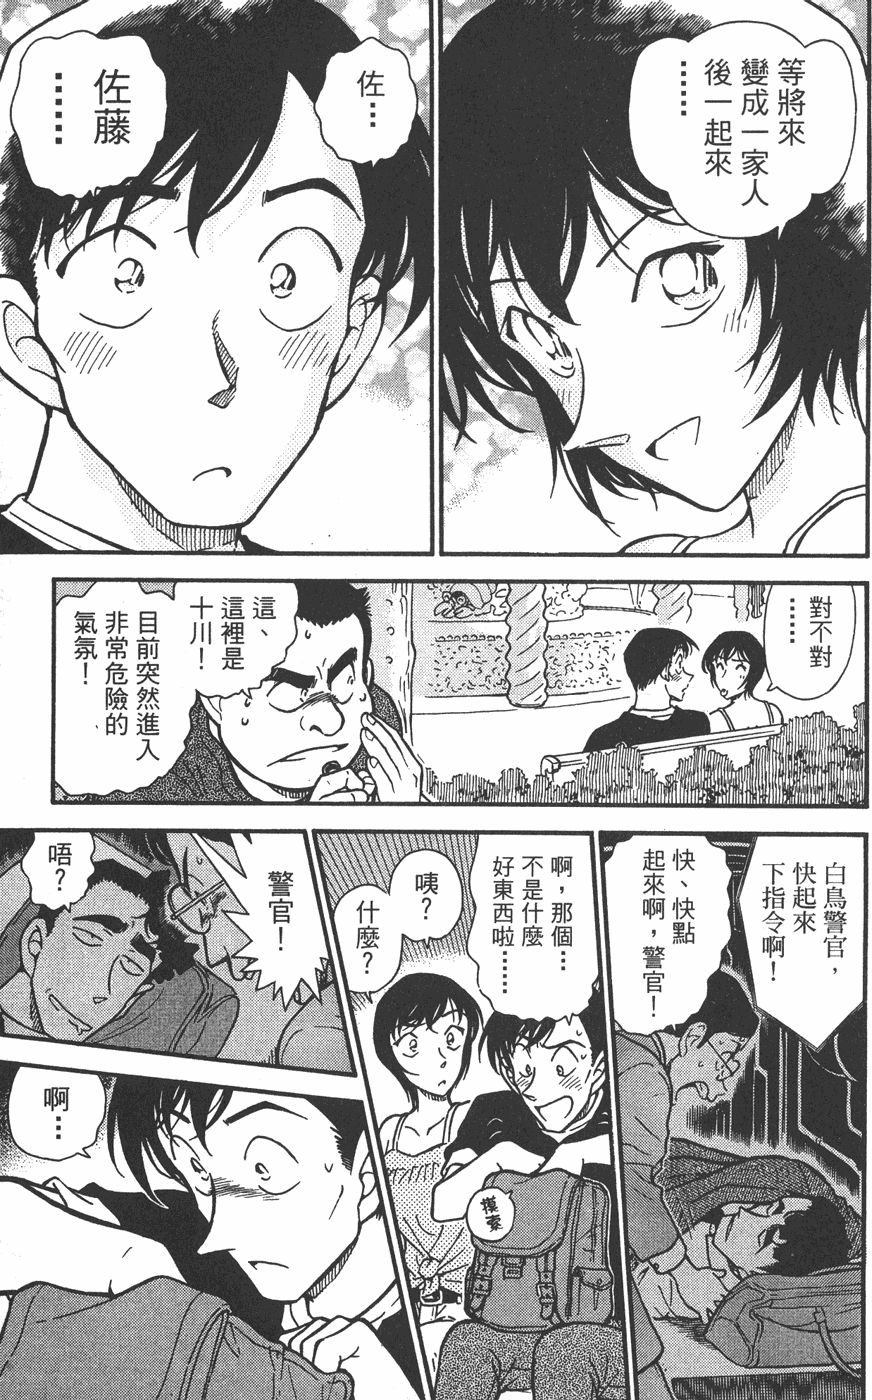 等將來
變成一家人
後一起來
⋯⋯
佐⋯
佐藤
⋯⋯
對不對
⋯⋯
這、
這裡是
十川！
目前突然進入
非常危險的
氣氛！
白鳥警官，
快起來
下指令啊！
快、快點
起來啊，警官！
啊，那個⋯
不是什麼
好東西啦⋯⋯
咦？
什麼？
摸索
警官！
唔？
啊⋯